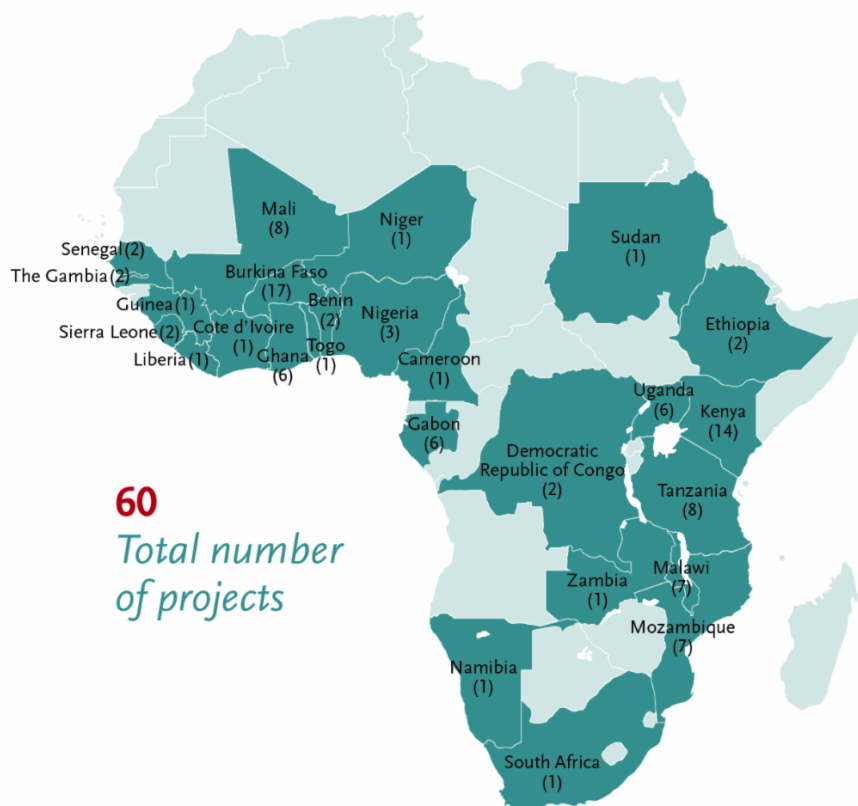 Mali
(8)
Niger
(1)
Sudan
(1)
Senegal(2)
The Gambia(2)
Burkina Faso
(17)
Guinea(1)
Benin
(2)
Nigeria
(3)
Ethiopia
(2)
Sierra Leone(2)
Cote d'Ivoire
(1)
Liberia(1)
Ghana
(6)
Togo
(1)
Cameroon
(1)
Uganda
(6)
Kenya
(14)
Gabon
(6)
Democratic
Republic of Congo
(2)
Tanzania
(8)
60
Total number
of projects
Zambia
(1)
Malawi
(7)
Mozambique
(7)
Namibia
(1)
South Africa
(1)